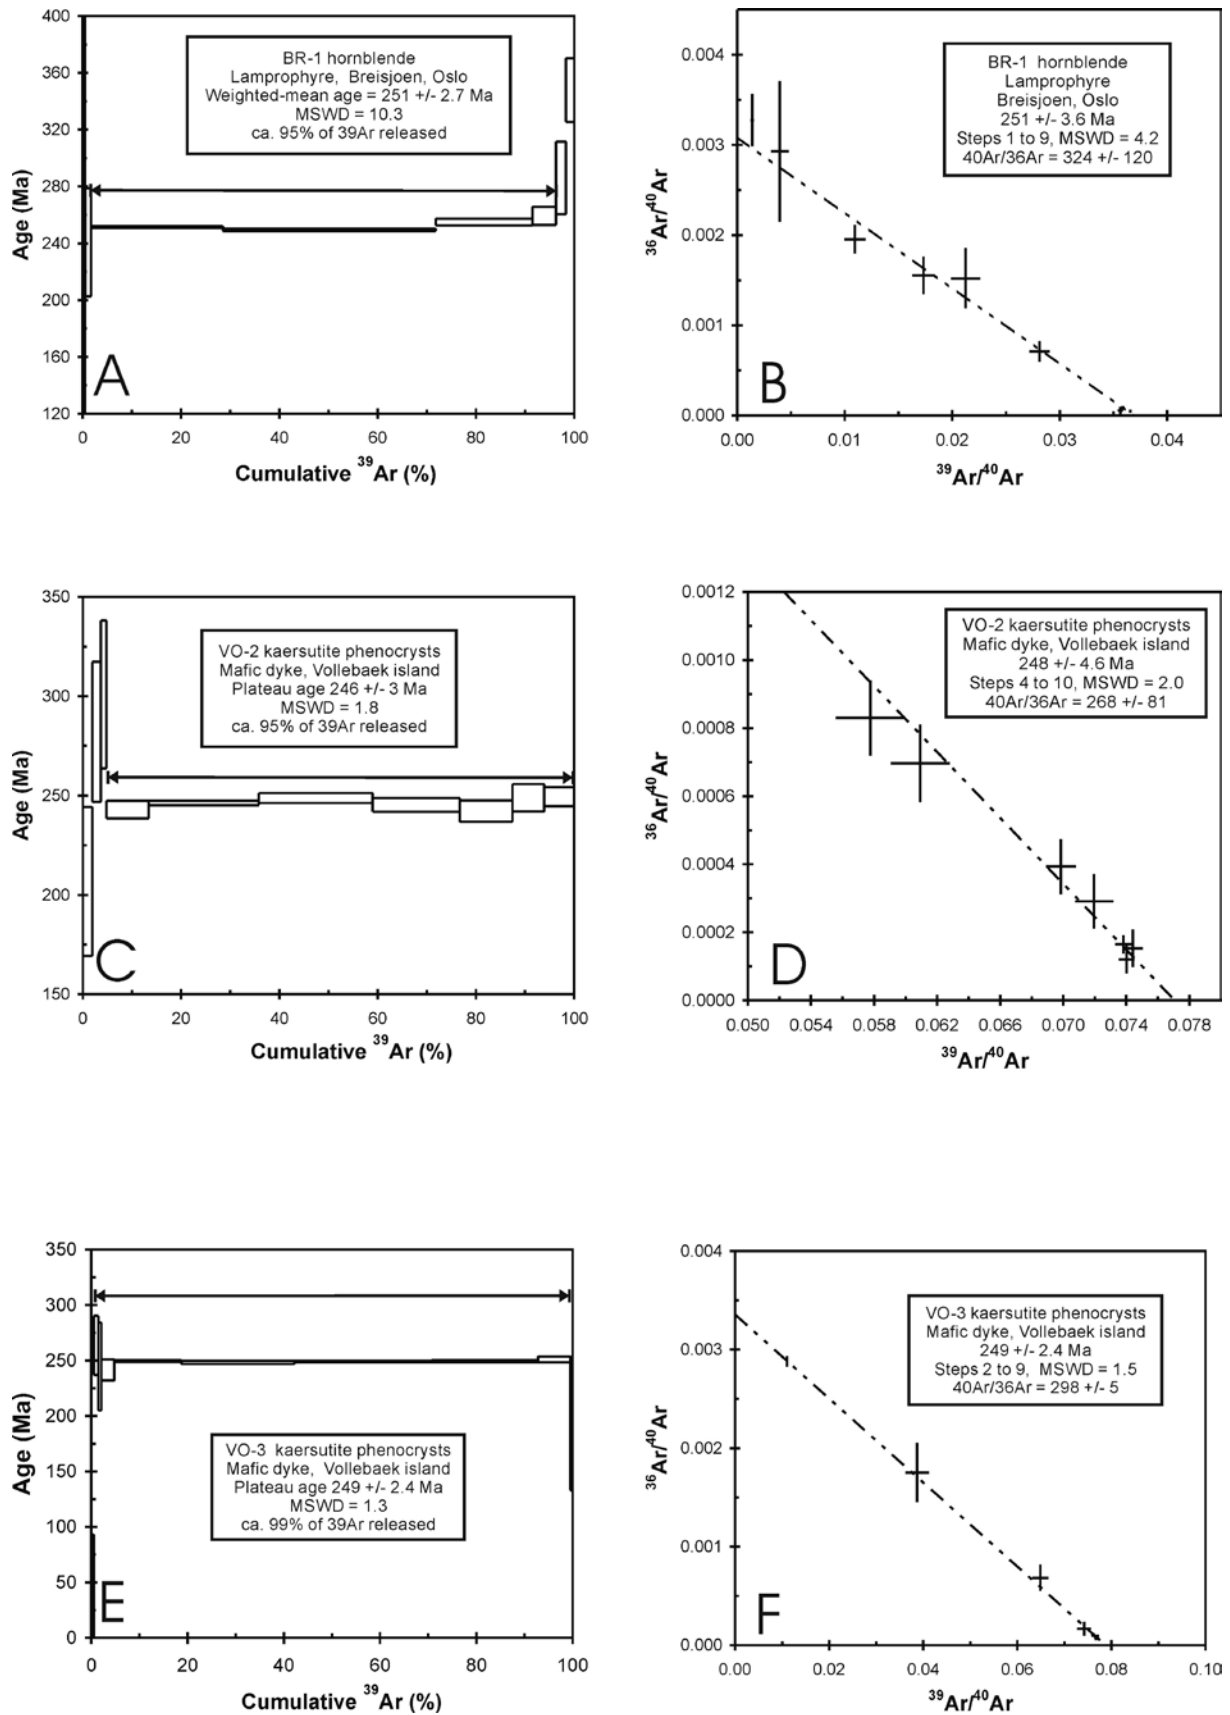 400
360
320
280
240
200
160
120
Age (Ma)
BR-1 hornblende
Lamprophyre, Breisjoen, Oslo
Weighted-mean age = 251 +/- 2.7 Ma
MSWD = 10.3
ca. 95% of 39Ar released
A
0 20 40 60 80 100
Cumulative ³⁹Ar (%)
0.004
0.003
0.002
0.001
0.000
³⁶Ar/⁴⁰Ar
BR-1 hornblende
Lamprophyre
Breisjoen, Oslo
251 +/- 3.6 Ma
Steps 1 to 9, MSWD = 4.2
40Ar/36Ar = 324 +/- 120
B
0.00 0.01 0.02 0.03 0.04
³⁹Ar/⁴⁰Ar
350
300
250
200
150
Age (Ma)
VO-2 kaersutite phenocrysts
Mafic dyke, Vollebaek island
Plateau age 246 +/- 3 Ma
MSWD = 1.8
ca. 95% of 39Ar released
C
0 20 40 60 80 100
Cumulative ³⁹Ar (%)
0.0012
0.0010
0.0008
0.0006
0.0004
0.0002
0.0000
³⁶Ar/⁴⁰Ar
VO-2 kaersutite phenocrysts
Mafic dyke, Vollebaek island
248 +/- 4.6 Ma
Steps 4 to 10, MSWD = 2.0
40Ar/36Ar = 268 +/- 81
D
0.050 0.054 0.058 0.062 0.066 0.070 0.074 0.078
³⁹Ar/⁴⁰Ar
350
300
250
200
150
100
50
0
Age (Ma)
VO-3 kaersutite phenocrysts
Mafic dyke, Vollebaek island
Plateau age 249 +/- 2.4 Ma
MSWD = 1.3
ca. 99% of 39Ar released
E
0 20 40 60 80 100
Cumulative ³⁹Ar (%)
0.004
0.003
0.002
0.001
0.000
³⁶Ar/⁴⁰Ar
VO-3 kaersutite phenocrysts
Mafic dyke, Vollebaek island
249 +/- 2.4 Ma
Steps 2 to 9, MSWD = 1.5
40Ar/36Ar = 298 +/- 5
F
0.00 0.02 0.04 0.06 0.08 0.10
³⁹Ar/⁴⁰Ar